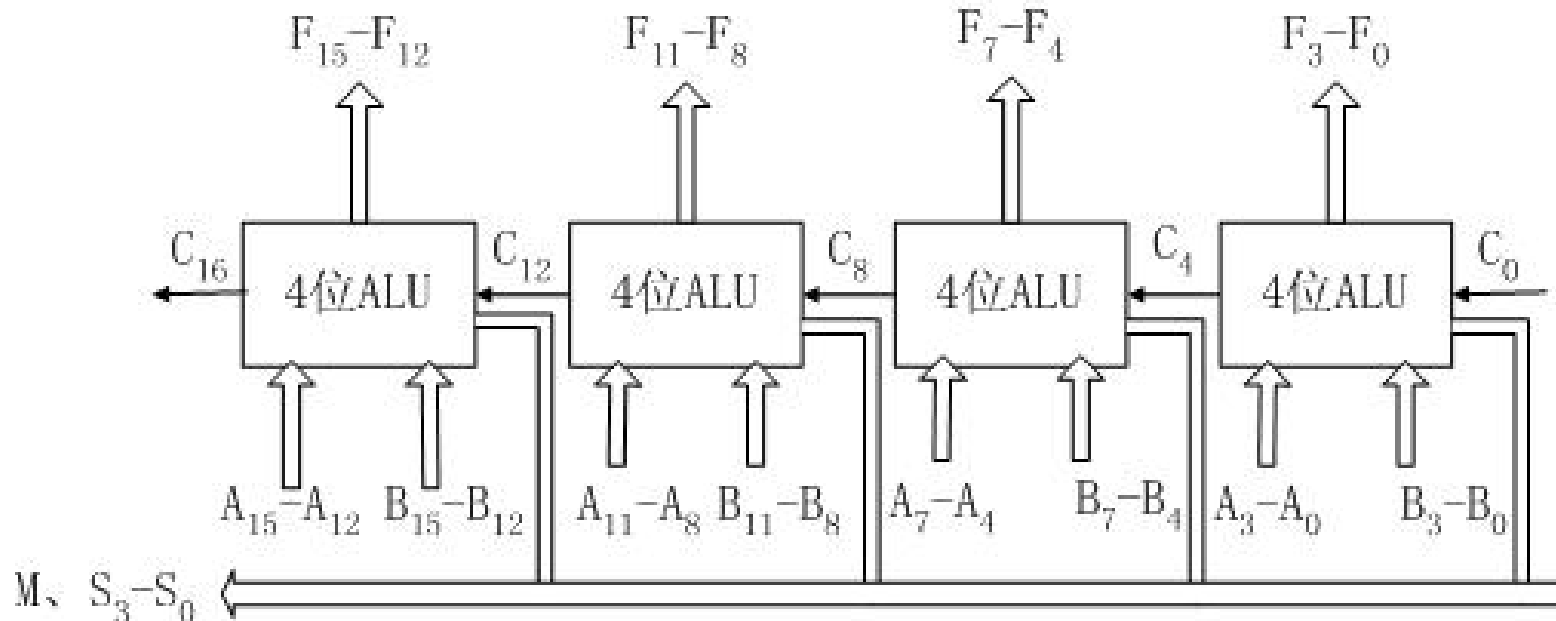 F₁₅-F₁₂ F₁₁-F₈ F₇-F₄ F₃-F₀
C₁₆ 4位ALU C₁₂ 4位ALU C₈ 4位ALU C₄ 4位ALU C₀
A₁₅-A₁₂ B₁₅-B₁₂ A₁₁-A₈ B₁₁-B₈ A₇-A₄ B₇-B₄ A₃-A₀ B₃-B₀
M、S₃-S₀